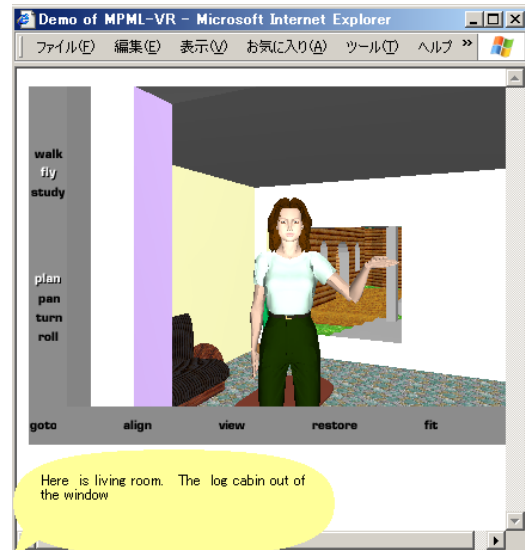 Demo of MPML-VR - Microsoft Internet Explorer
ファイル(F) 編集(E) 表示(V) お気に入り(A) ツール(T) ヘルプ »
walk
fly
study
plan
pan
turn
roll
goto align view restore fit
Here is living room. The log cabin out of
the window